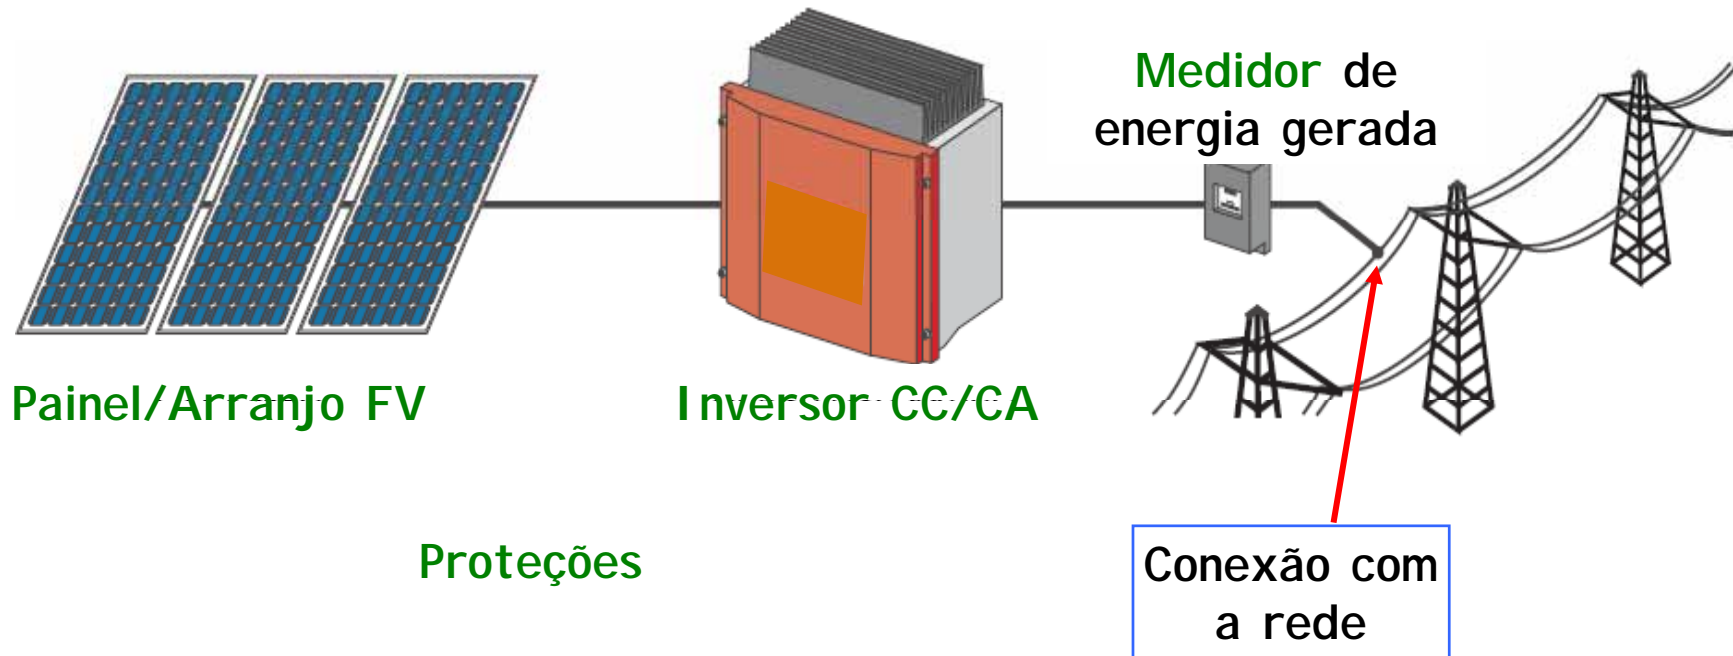 Medidor de
energia gerada
Painel/Arranjo FV
Inversor CC/CA
Proteções
Conexão com
a rede